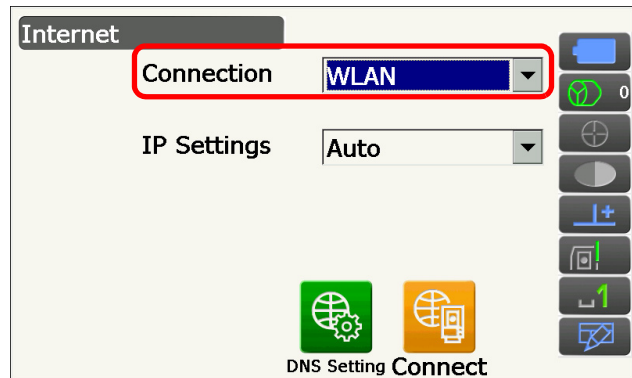 Internet
Connection WLAN
0
IP Settings Auto
1
DNS Setting Connect